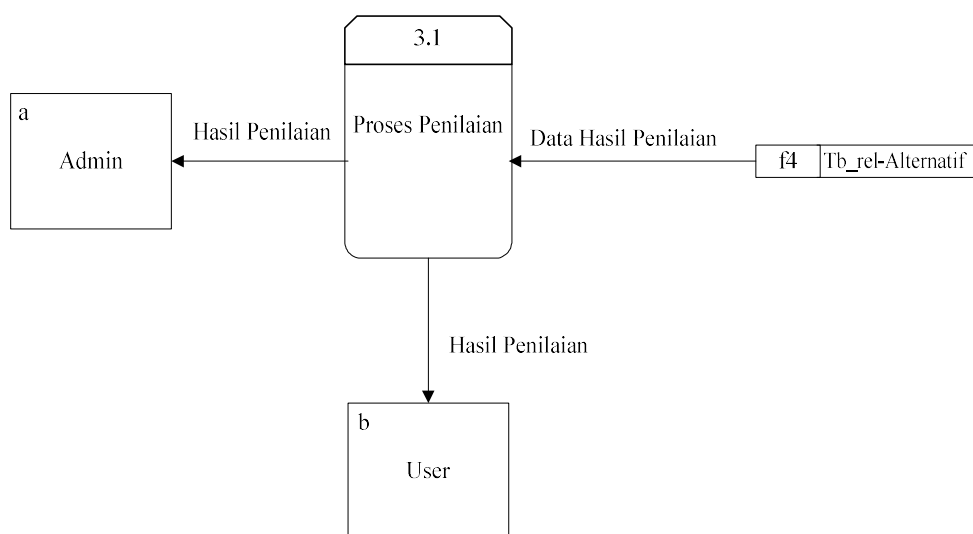 3.1
a
Admin
Hasil Penilaian
Proses Penilaian
Data Hasil Penilaian
f4
Tb_rel-Alternatif
Hasil Penilaian
b
User